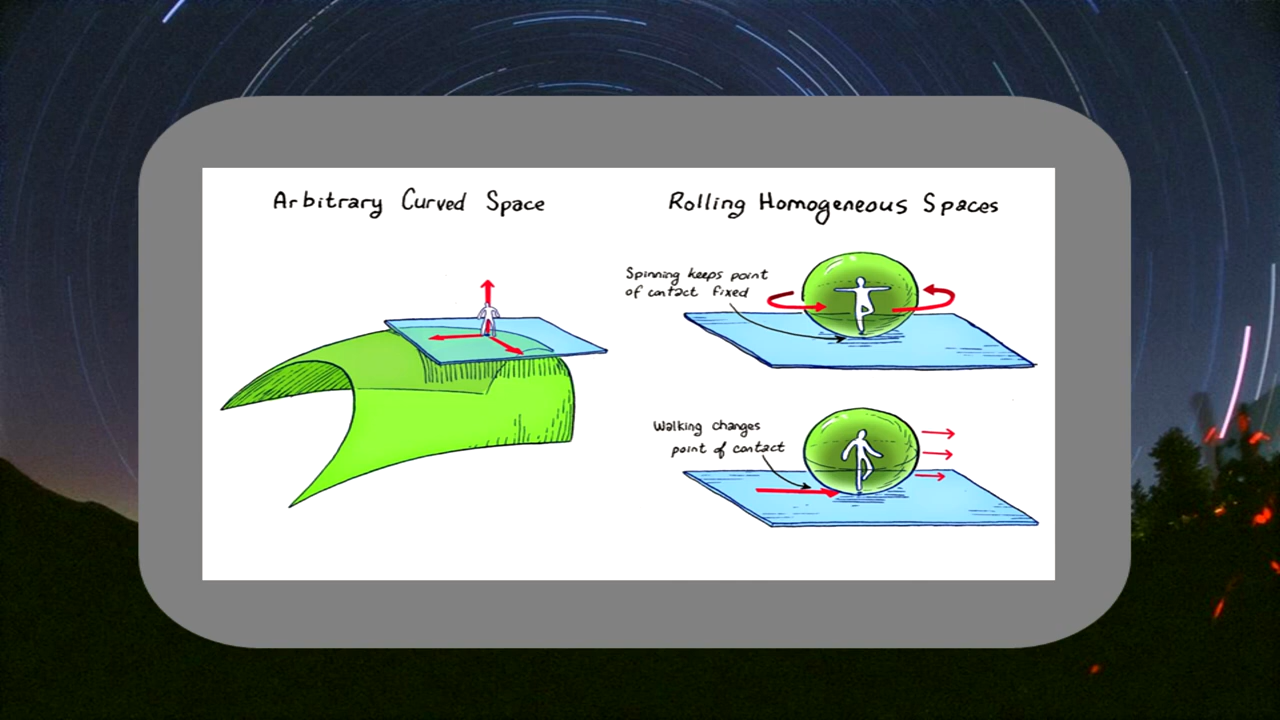 Arbitrary Curved Space
Rolling Homogeneous Spaces
Spinning keeps point
of contact fixed
Walking changes
point of contact